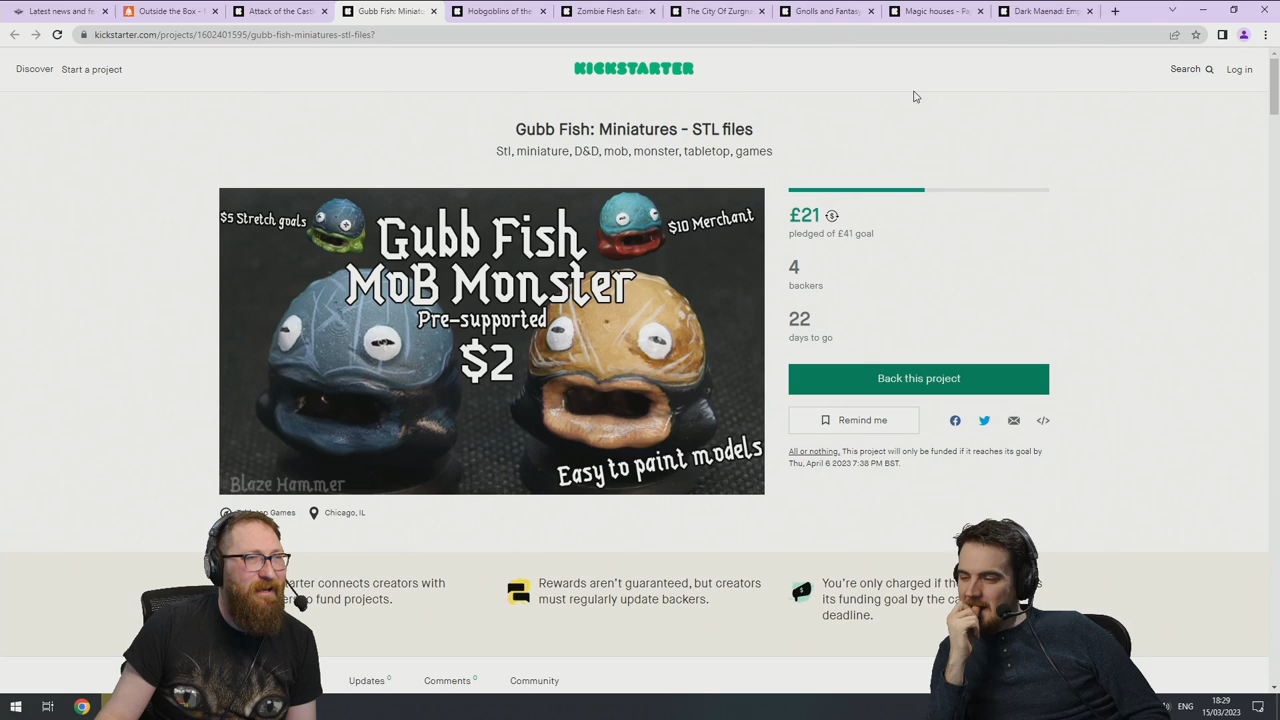 Latest news and fe
Outside the Box -
Attack of the Castl
Gubb Fish: Miniatu
Hobgoblins of the
Zombie Flesh Eate
The City Of Zurgna
Gnolls and Fantasy
Magic houses - Pa
Dark Maenad: Emp
kickstarter.com/projects/1602401595/gubb-fish-miniatures-stl-files?
Discover
Start a project
KICKSTARTER
Search
Log in
Gubb Fish: Miniatures - STL files
Stl, miniature, D&D, mob, monster, tabletop, games
$5 Stretch goals
$10 Merchant
Gubb Fish
MoB Monster
Pre-supported
$2
Easy to paint models
Blaze Hammer
£21
pledged of £41 goal
4
backers
22
days to go
Back this project
Remind me
All or nothing. This project will only be funded if it reaches its goal by
Thu, April 6 2023 7:38 PM BST.
Games
Chicago, IL
connects creators with
fund projects.
Rewards aren't guaranteed, but creators
must regularly update backers.
You're only charged if th
its funding goal by the ca
deadline.
Updates 0
Comments 0
Community
ENG
18:29
15/03/2023